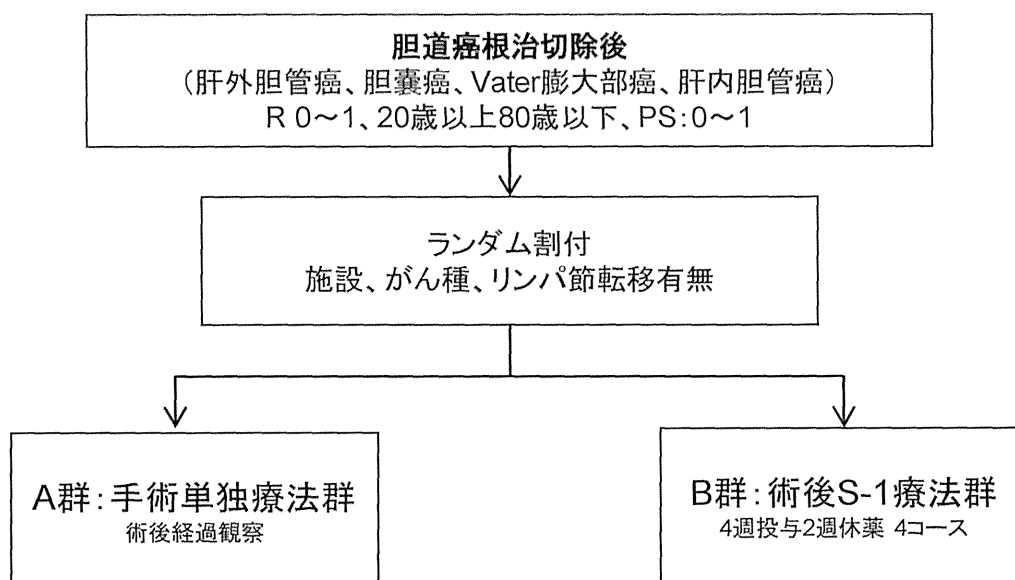 胆道癌根治切除後
（肝外胆管癌、胆嚢癌、Vater膨大部癌、肝内胆管癌）
R 0～1、20歳以上80歳以下、PS：0～1
ランダム割付
施設、がん種、リンパ節転移有無
A群：手術単独療法群
術後経過観察
B群：術後S-1療法群
4週投与2週休薬 4コース